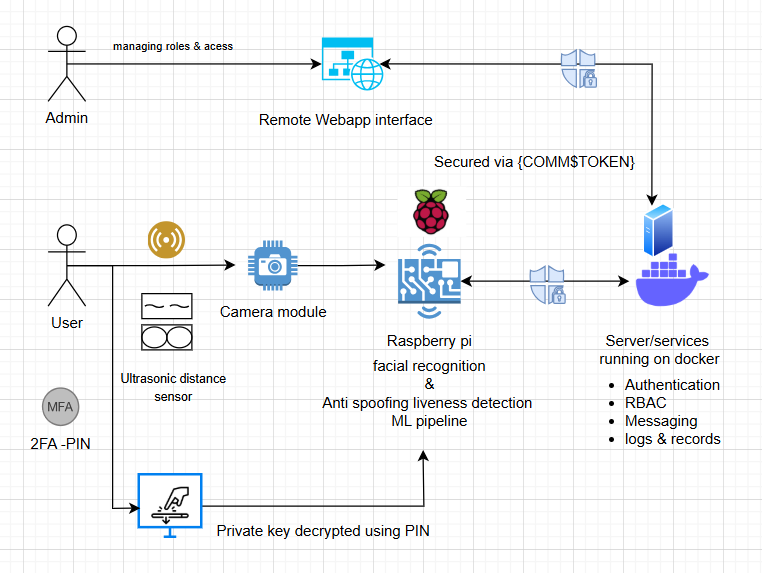 managing roles & acess
Admin
Remote Webapp interface
Secured via {COMM$TOKEN}
User
Camera module
Ultrasonic distance
sensor
MFA
2FA -PIN
Raspberry pi
facial recognition
&
Anti spoofing liveness detection
ML pipeline
Server/services
running on docker
• Authentication
• RBAC
• Messaging
• logs & records
Private key decrypted using PIN